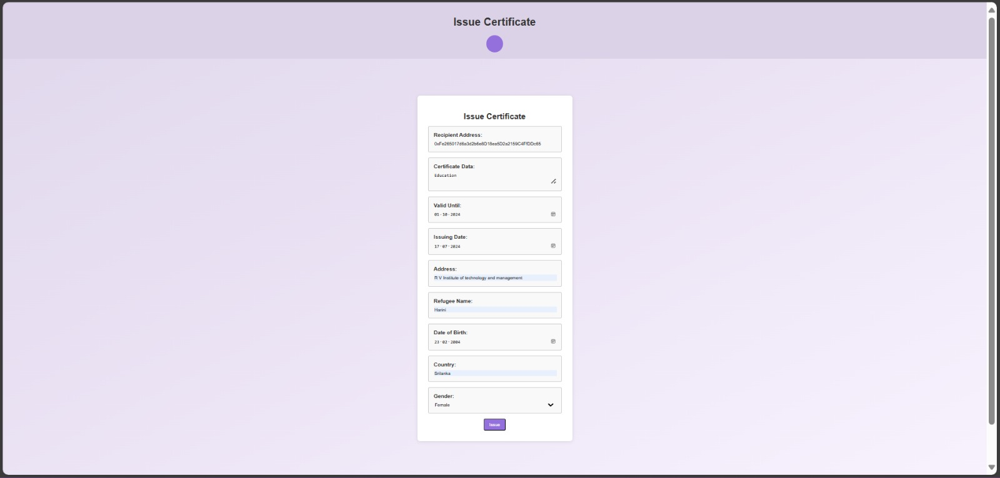 Issue Certificate
Issue Certificate
Recipient Address:
0xFe265017d6a3d2b6e8D18ea5D2a2159C4FfDDc65
Certificate Data:
Education
Valid Until:
01-10-2024
Issuing Date:
17-07-2024
Address:
R V Institute of technology and management
Refugee Name:
Harini
Date of Birth:
23-02-2004
Country:
Srilanka
Gender:
Female
Issue